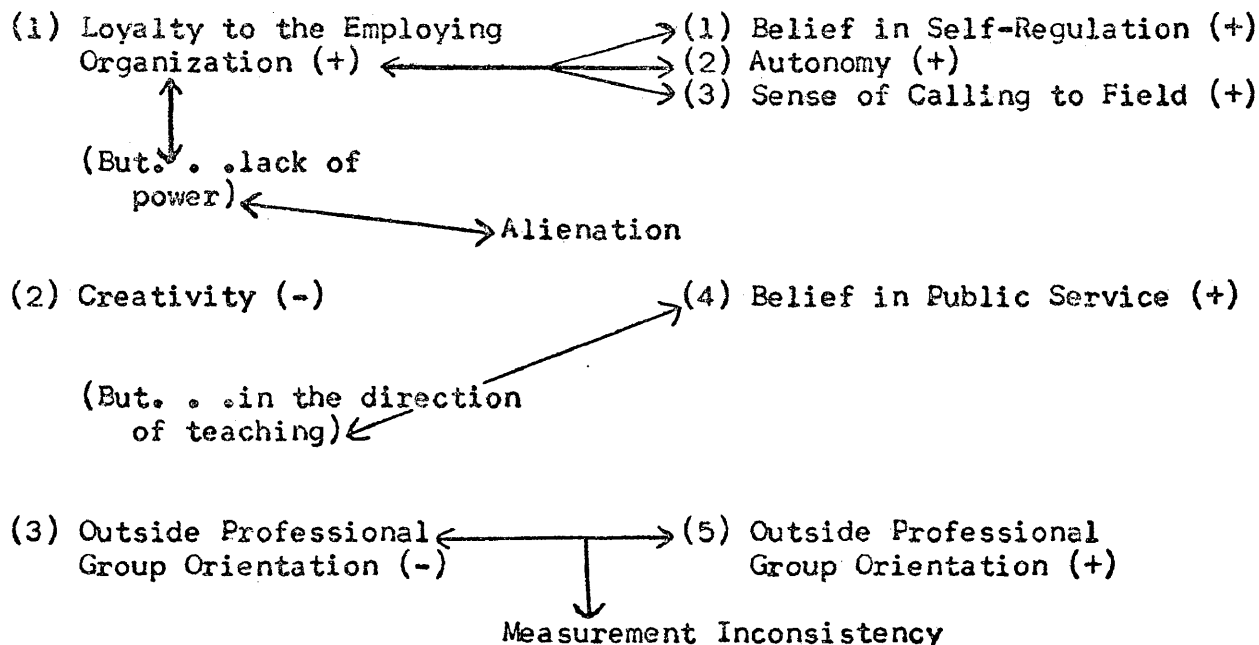 (1) Loyalty to the Employing
Organization (+)
(1) Belief in Self-Regulation (+)
(2) Autonomy (+)
(3) Sense of Calling to Field (+)
(But. . .lack of
power)
Alienation
(2) Creativity (-)
(4) Belief in Public Service (+)
(But. . .in the direction
of teaching)
(3) Outside Professional
Group Orientation (-)
(5) Outside Professional
Group Orientation (+)
Measurement Inconsistency